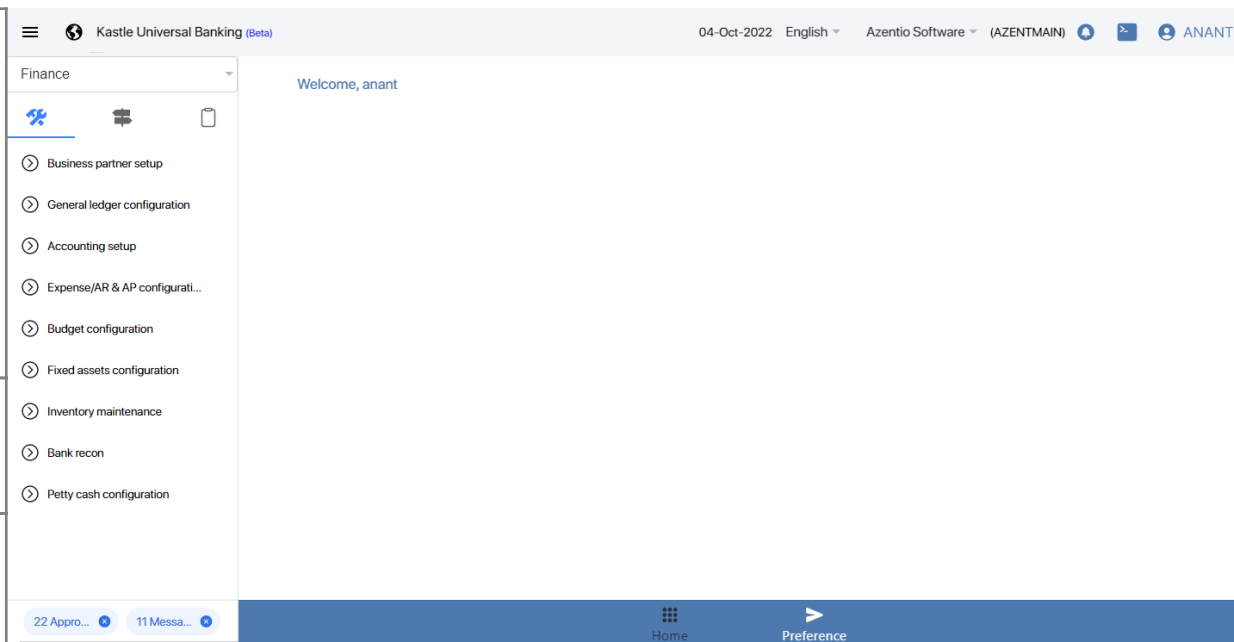 Kastle Universal Banking (Beta)
04-Oct-2022 English Azentio Software (AZENTMAIN) ANANT
Finance
Welcome, anant
Business partner setup
General ledger configuration
Accounting setup
Expense/AR & AP configurati...
Budget configuration
Fixed assets configuration
Inventory maintenance
Bank recon
Petty cash configuration
22 Appro... 11 Messa...
Home Preference